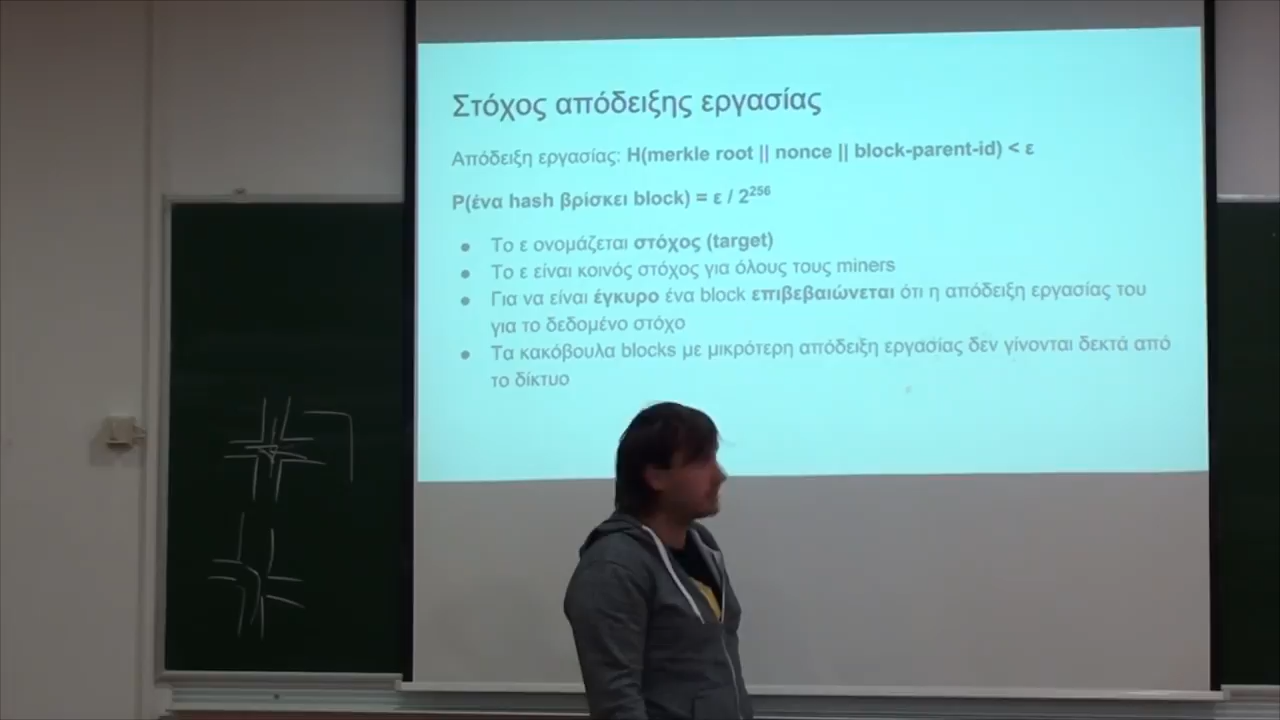 Στόχος απόδειξης εργασίας
Απόδειξη εργασίας: H(merkle root || nonce || block-parent-id) < ε
P(ένα hash βρίσκει block) = ε / 2²⁵⁶
● Το ε ονομάζεται στόχος (target)
● Το ε είναι κοινός στόχος για όλους τους miners
● Για να είναι έγκυρο ένα block επιβεβαιώνεται ότι η απόδειξη εργασίας του
για το δεδομένο στόχο
● Τα κακόβουλα blocks με μικρότερη απόδειξη εργασίας δεν γίνονται δεκτά από
το δίκτυο